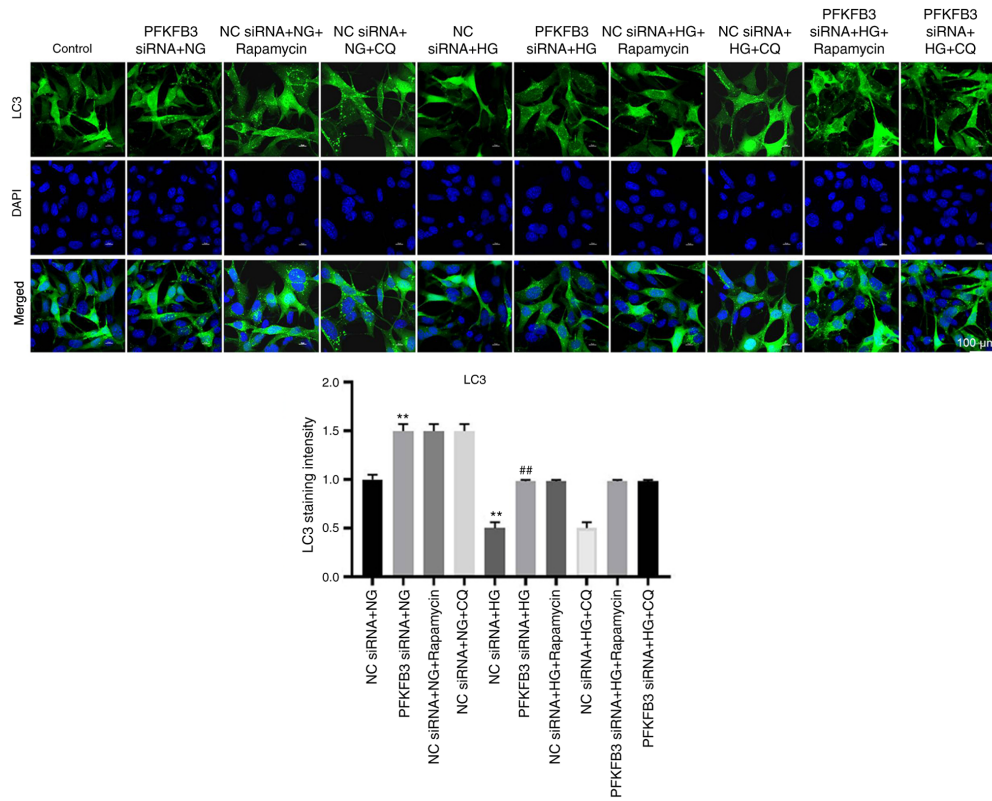 Control
PFKFB3
siRNA+NG
NC siRNA+NG+
Rapamycin
NC siRNA+
NG+CQ
NC
siRNA+HG
PFKFB3
siRNA+HG
NC siRNA+HG+
Rapamycin
NC siRNA+
HG+CQ
PFKFB3
siRNA+HG+
Rapamycin
PFKFB3
siRNA+
HG+CQ
LC3
DAPI
Merged
100 µm
LC3
LC3 staining intensity
2.0
1.5
1.0
0.5
0.0
**
**
##
NC siRNA+NG
PFKFB3 siRNA+NG
NC siRNA+NG+Rapamycin
NC siRNA+NG+CQ
NC siRNA+HG
PFKFB3 siRNA+HG
NC siRNA+HG+Rapamycin
NC siRNA+HG+CQ
PFKFB3 siRNA+HG+Rapamycin
PFKFB3 siRNA+HG+CQ